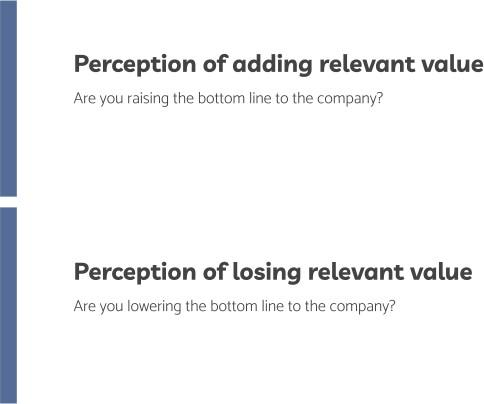 Perception of adding relevant value
Are you raising the bottom line to the company?
Perception of losing relevant value
Are you lowering the bottom line to the company?